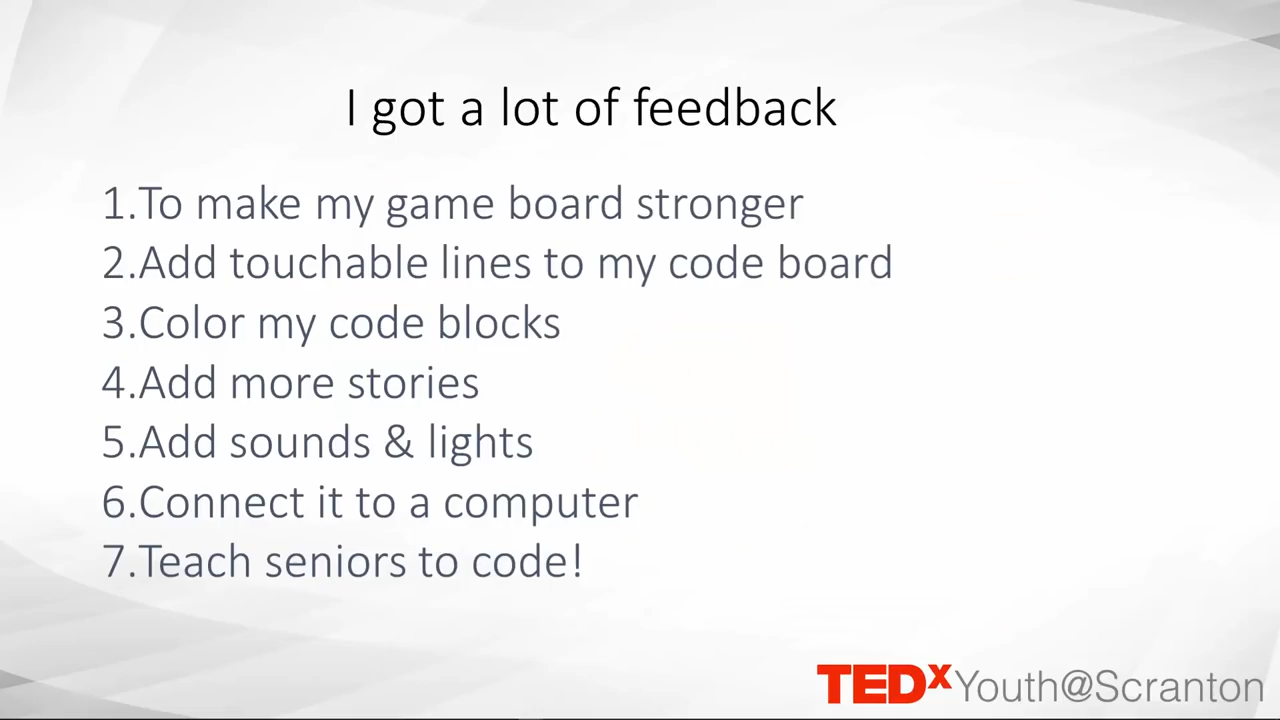 I got a lot of feedback
1.To make my game board stronger
2.Add touchable lines to my code board
3.Color my code blocks
4.Add more stories
5.Add sounds & lights
6.Connect it to a computer
7.Teach seniors to code!
TEDxYouth@Scranton